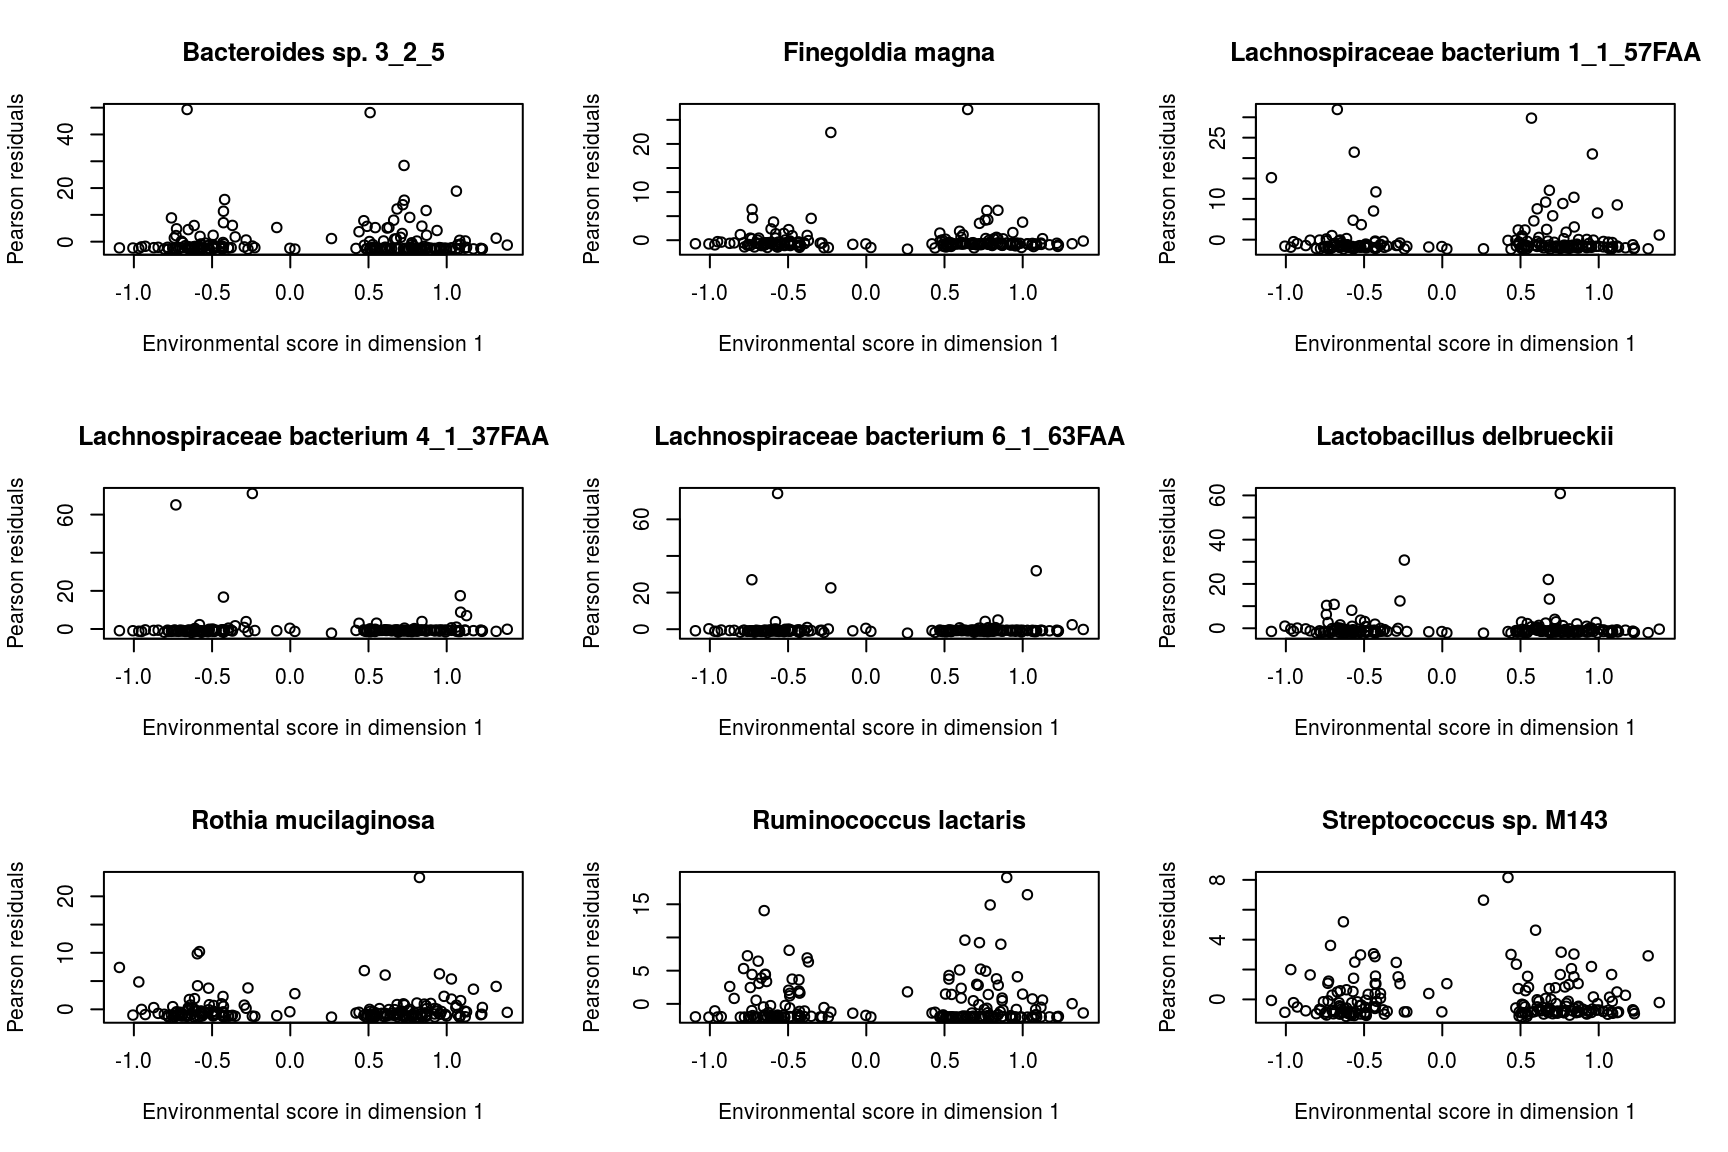 Bacteroides sp. 3_2_5
Pearson residuals
0 20 40
-1.0 -0.5 0.0 0.5 1.0
Environmental score in dimension 1
Finegoldia magna
Pearson residuals
0 10 20
-1.0 -0.5 0.0 0.5 1.0
Environmental score in dimension 1
Lachnospiraceae bacterium 1_1_57FAA
Pearson residuals
0 10 25
-1.0 -0.5 0.0 0.5 1.0
Environmental score in dimension 1
Lachnospiraceae bacterium 4_1_37FAA
Pearson residuals
0 20 60
-1.0 -0.5 0.0 0.5 1.0
Environmental score in dimension 1
Lachnospiraceae bacterium 6_1_63FAA
Pearson residuals
0 20 60
-1.0 -0.5 0.0 0.5 1.0
Environmental score in dimension 1
Lactobacillus delbrueckii
Pearson residuals
0 20 40 60
-1.0 -0.5 0.0 0.5 1.0
Environmental score in dimension 1
Rothia mucilaginosa
Pearson residuals
0 10 20
-1.0 -0.5 0.0 0.5 1.0
Environmental score in dimension 1
Ruminococcus lactaris
Pearson residuals
0 5 15
-1.0 -0.5 0.0 0.5 1.0
Environmental score in dimension 1
Streptococcus sp. M143
Pearson residuals
0 4 8
-1.0 -0.5 0.0 0.5 1.0
Environmental score in dimension 1